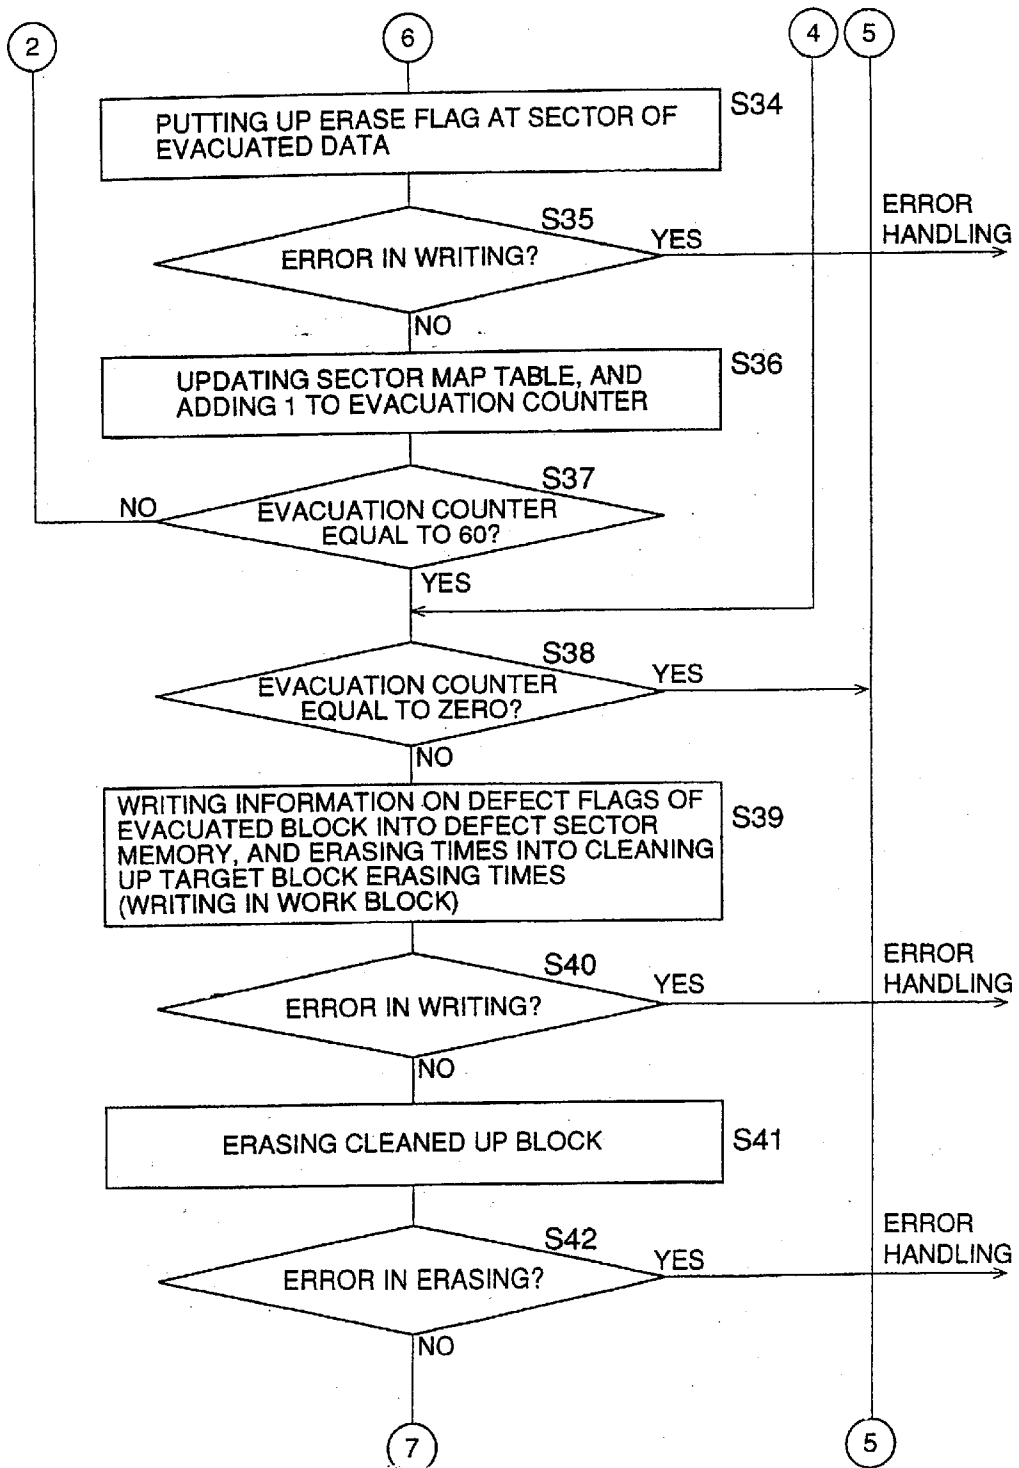 2
6
4
5
S34
PUTTING UP ERASE FLAG AT SECTOR OF
EVACUATED DATA
S35
ERROR IN WRITING?
YES
ERROR
HANDLING
NO
S36
UPDATING SECTOR MAP TABLE, AND
ADDING 1 TO EVACUATION COUNTER
S37
NO
EVACUATION COUNTER
EQUAL TO 60?
YES
S38
YES
EVACUATION COUNTER
EQUAL TO ZERO?
NO
S39
WRITING INFORMATION ON DEFECT FLAGS OF
EVACUATED BLOCK INTO DEFECT SECTOR
MEMORY, AND ERASING TIMES INTO CLEANING
UP TARGET BLOCK ERASING TIMES
(WRITING IN WORK BLOCK)
S40
ERROR IN WRITING?
YES
ERROR
HANDLING
NO
ERASING CLEANED UP BLOCK
S41
S42
ERROR IN ERASING?
YES
ERROR
HANDLING
NO
7
5